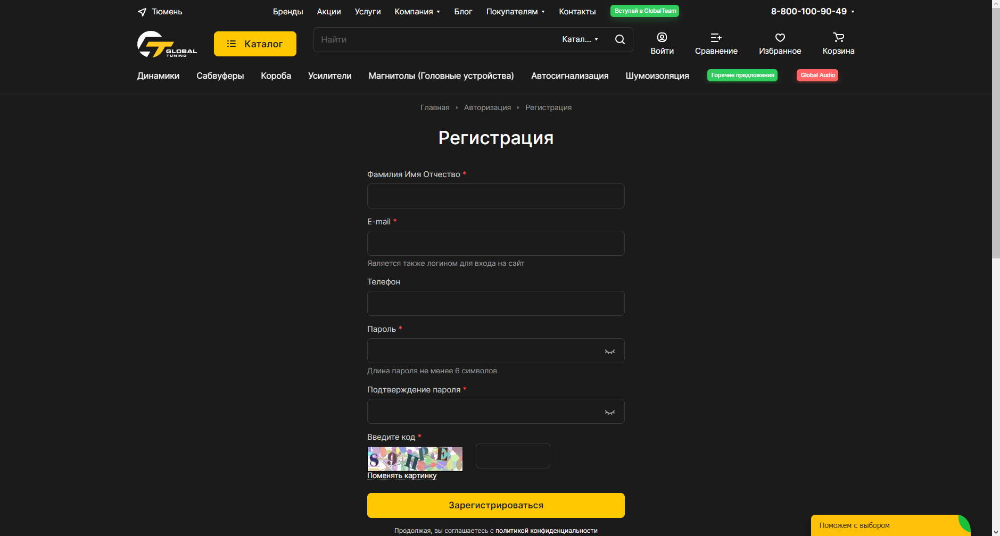 Тюмень
Бренды Акции Услуги Компания Блог Покупателям Контакты Вступай в GlobalTeam
8-800-100-90-49
GLOBAL
TUNING
Каталог
Найти
Катал...
Войти
Сравнение
Избранное
Корзина
Динамики Сабвуферы Короба Усилители Магнитолы (Головные устройства) Автосигнализация Шумоизоляция Горячие предложения Global Audio
Главная Авторизация Регистрация
Регистрация
Фамилия Имя Отчество *
E-mail *
Является также логином для входа на сайт
Телефон
Пароль *
Длина пароля не менее 6 символов
Подтверждение пароля *
Введите код *
89HPE
Поменять картинку
Зарегистрироваться
Продолжая, вы соглашаетесь с политикой конфиденциальности
Поможем с выбором